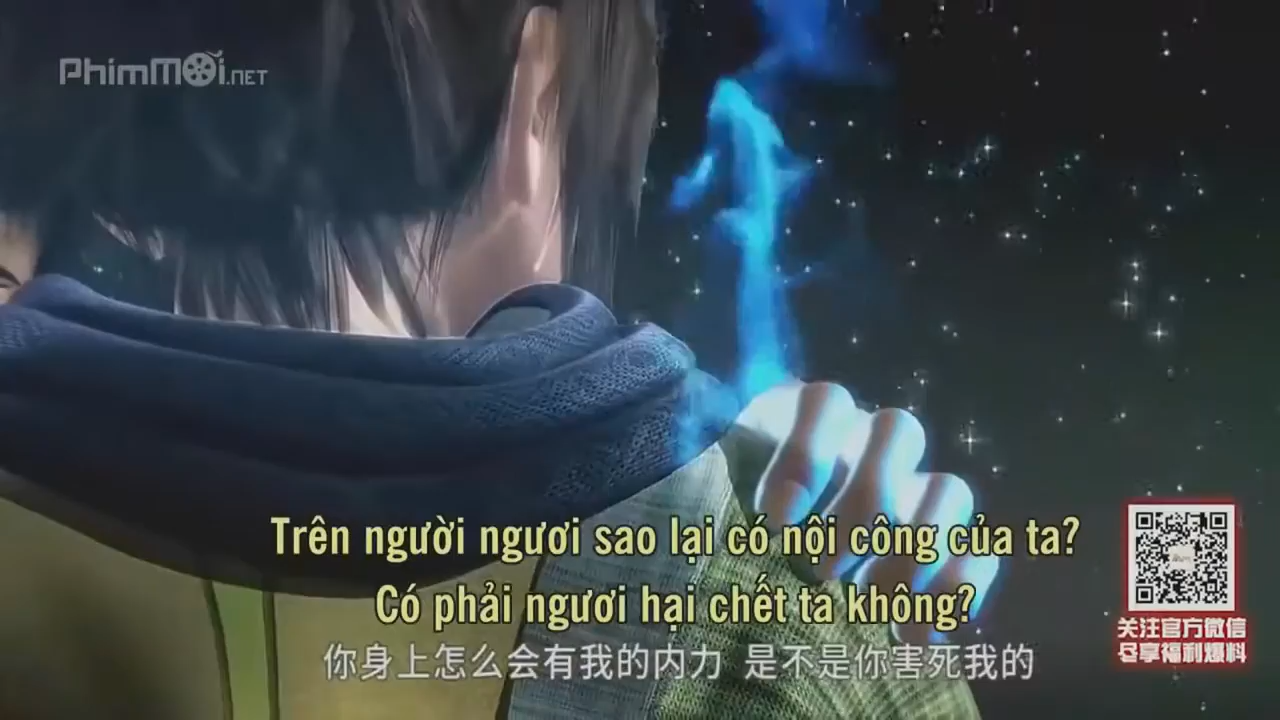 PhimMới.NET
Trên người ngươi sao lại có nội công của ta?
Có phải ngươi hại chết ta không?
你身上怎么会有我的内力 是不是你害死我的
关注官方微信
尽享福利爆料